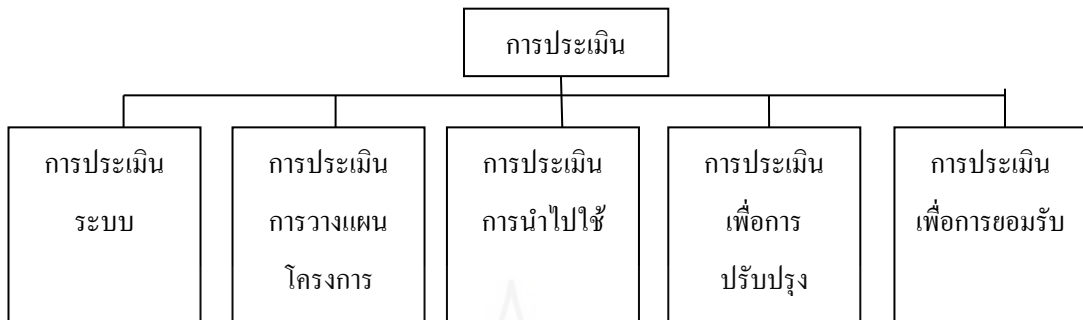 การประเมิน
การประเมิน
ระบบ
การประเมิน
การวางแผน
โครงการ
การประเมิน
การนำไปใช้
การประเมิน
เพื่อการ
ปรับปรุง
การประเมิน
เพื่อการยอมรับ